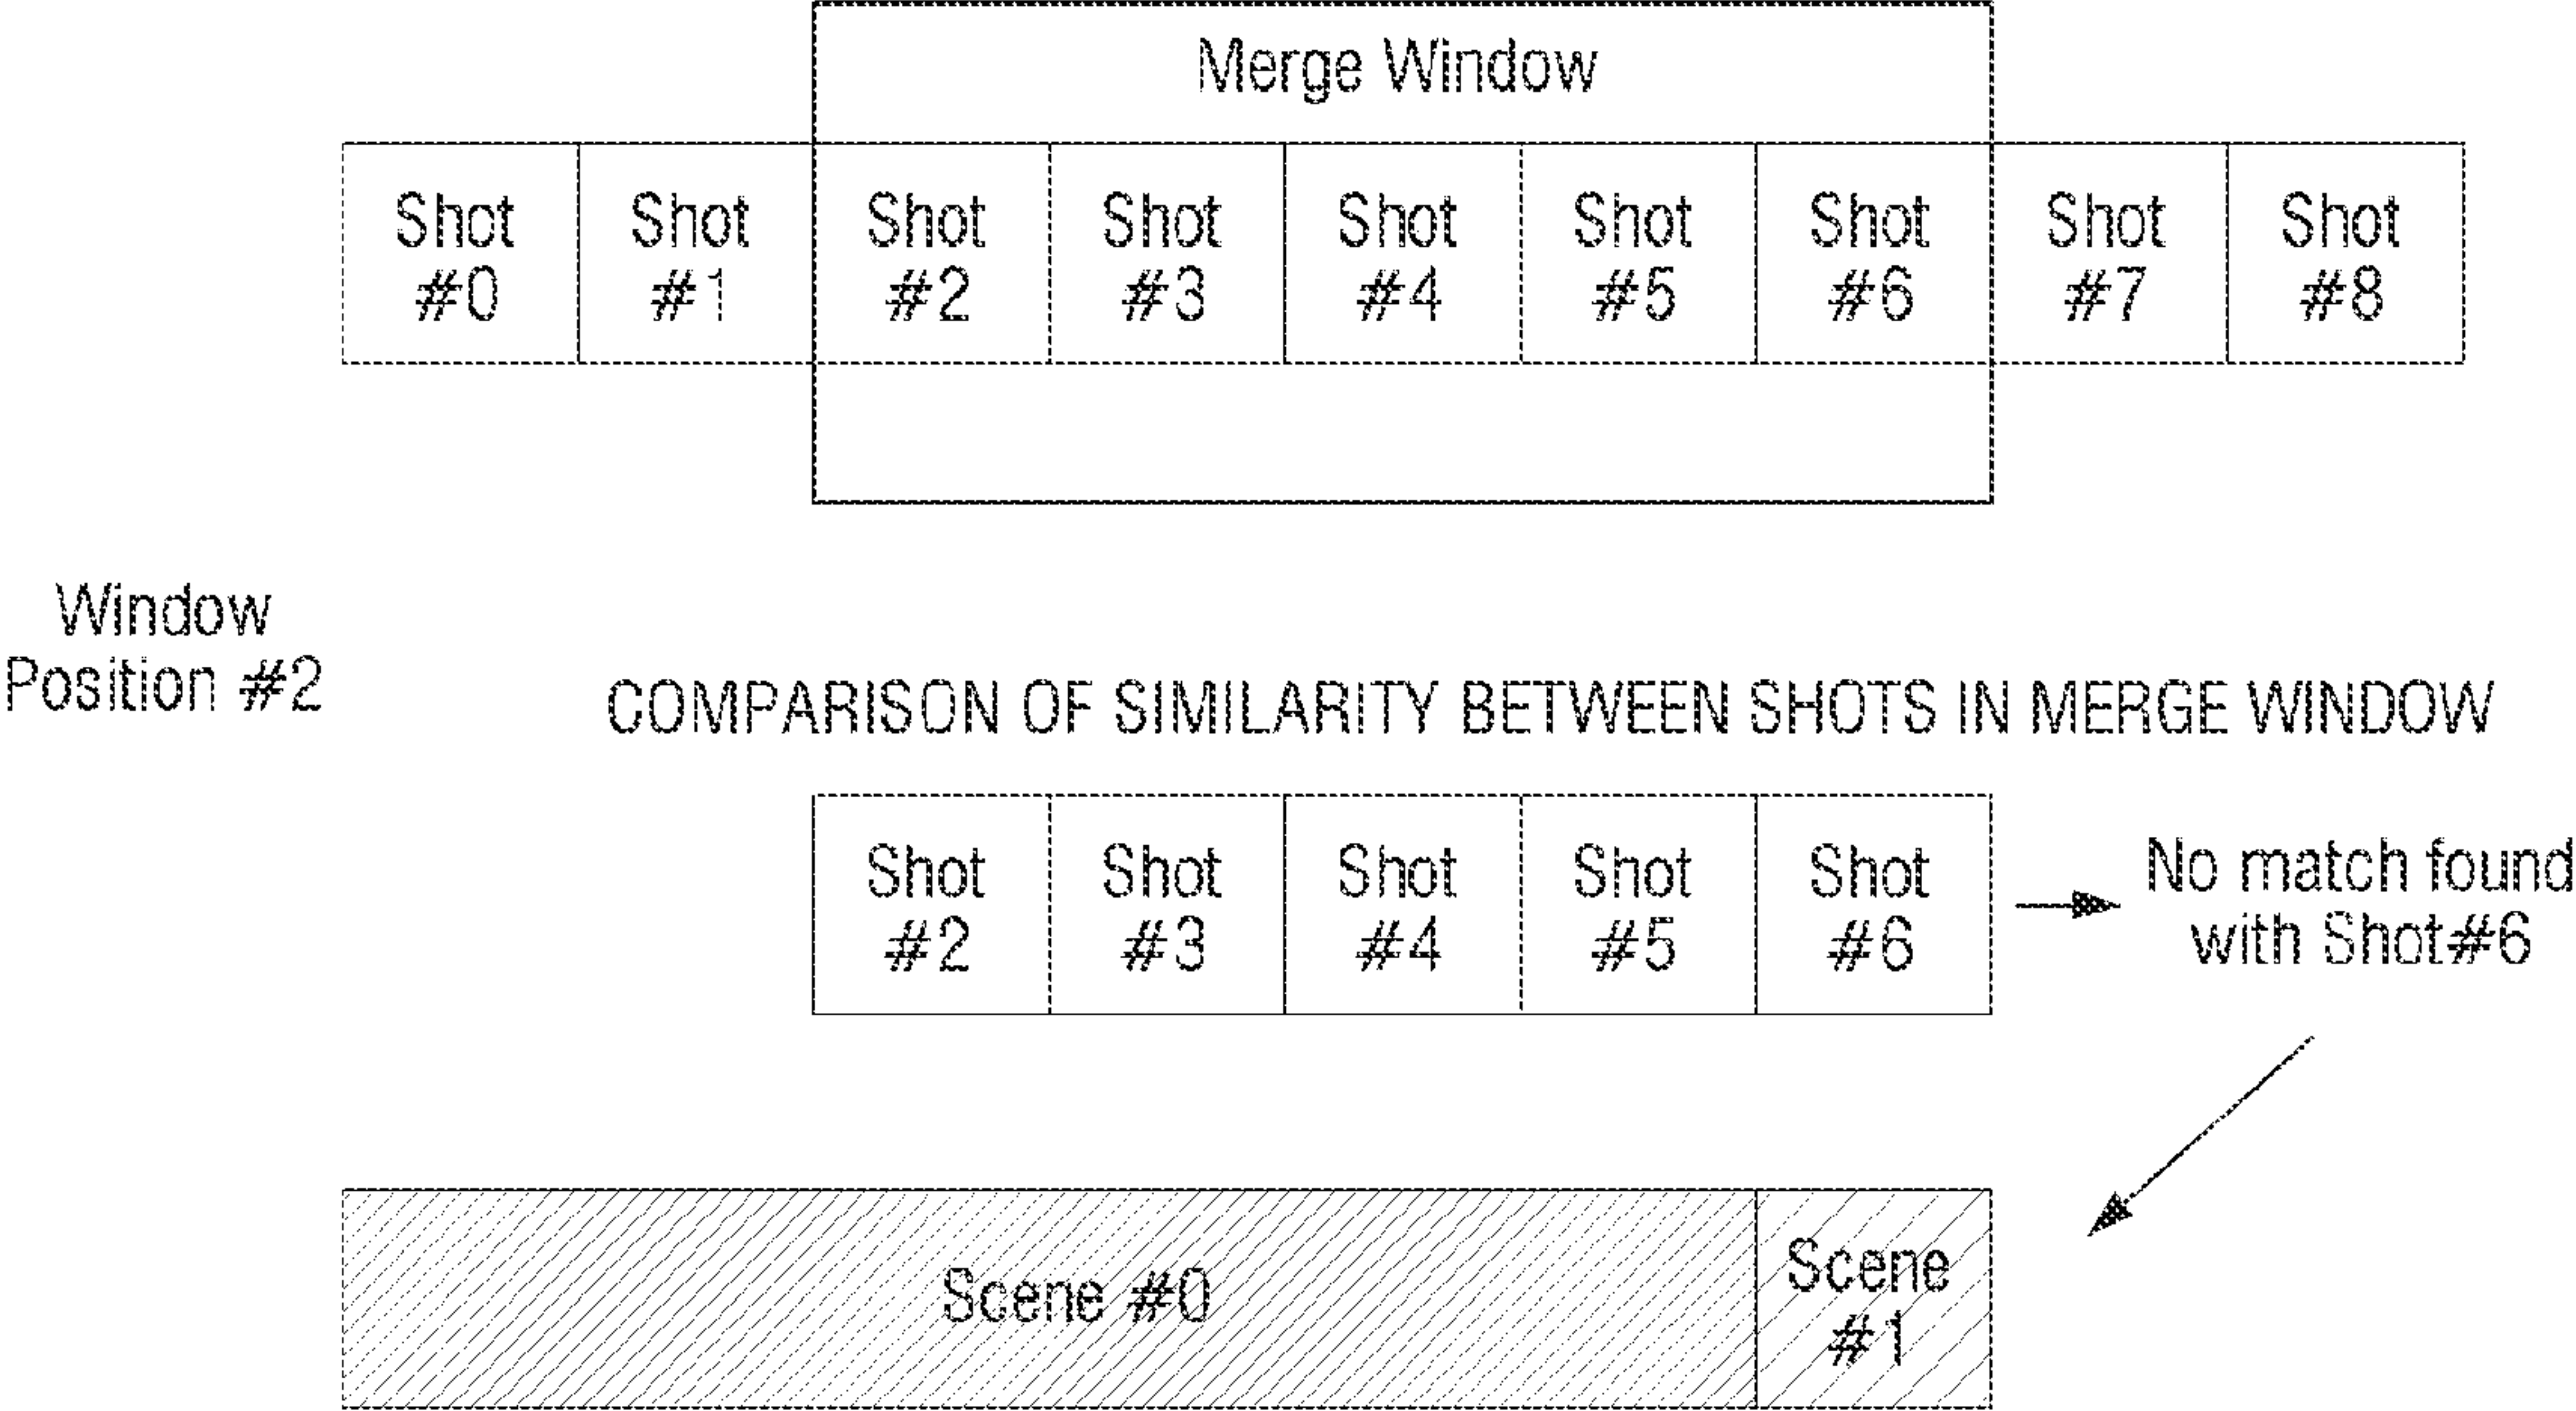 Merge Window
Shot #0
Shot #1
Shot #2
Shot #3
Shot #4
Shot #5
Shot #6
Shot #7
Shot #8
Window
Position #2
COMPARISON OF SIMILARITY BETWEEN SHOTS IN MERGE WINDOW
Shot #2
Shot #3
Shot #4
Shot #5
Shot #6
No match found
with Shot#6
Scene #0
Scene
#1